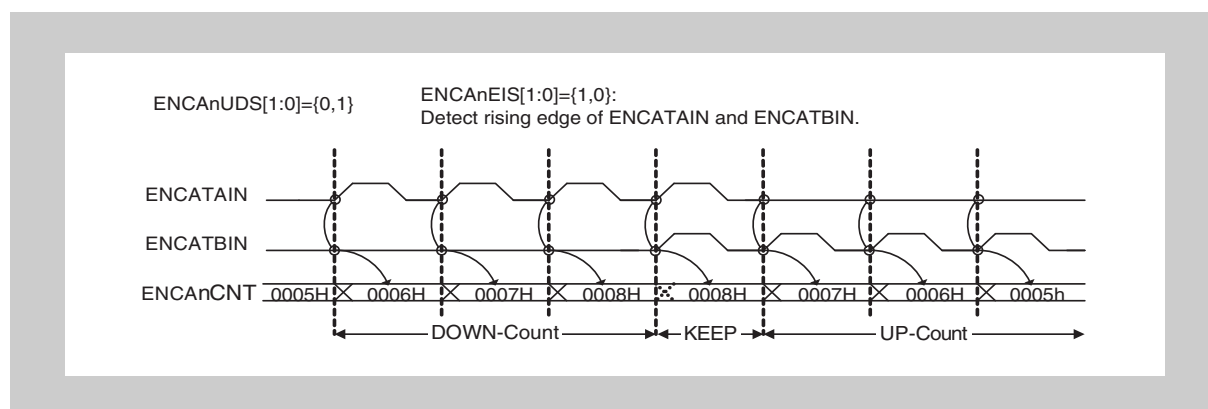 ENCAnUDS[1:0]={0,1}
ENCAnEIS[1:0]={1,0}:
Detect rising edge of ENCATAIN and ENCATBIN.
ENCATAIN
ENCATBIN
ENCAnCNT 0005H 0006H 0007H 0008H 0008H 0007H 0006H 0005h
DOWN-Count KEEP UP-Count